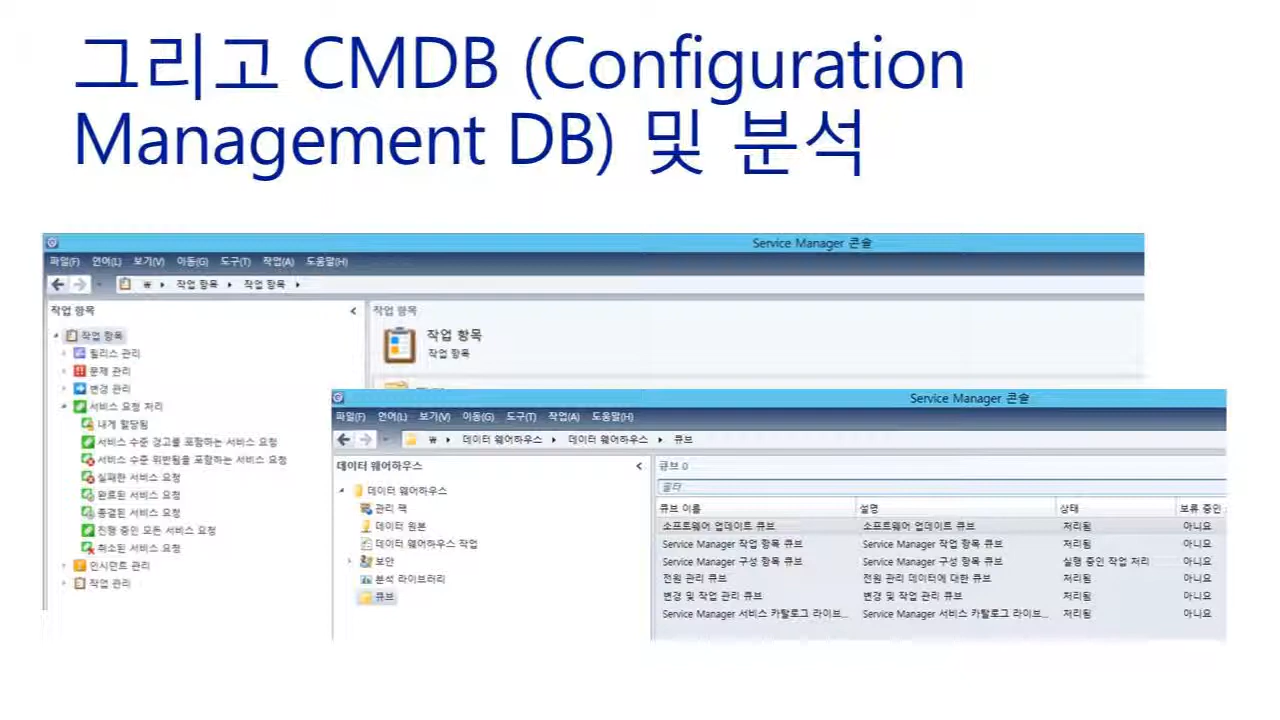 그리고 CMDB (Configuration
Management DB) 및 분석
Service Manager 콘솔
파일(F) 언어(L) 보기(V) 이동(G) 도구(T) 작업(A) 도움말(H)
₩ 작업 항목 작업 항목
작업 항목
작업 항목
릴리스 관리
문제 관리
변경 관리
서비스 요청 처리
내게 할당됨
서비스 수준 경고를 포함하는 서비스 요청
서비스 수준 위반됨을 포함하는 서비스 요청
실패한 서비스 요청
완료된 서비스 요청
종결된 서비스 요청
진행 중인 모든 서비스 요청
취소된 서비스 요청
인시던트 관리
작업 관리
작업 항목
작업 항목
작업 항목
Service Manager 콘솔
파일(F) 언어(L) 보기(V) 이동(G) 도구(T) 작업(A) 도움말(H)
₩ 데이터 웨어하우스 데이터 웨어하우스 큐브
데이터 웨어하우스
데이터 웨어하우스
관리 팩
데이터 원본
데이터 웨어하우스 작업
보안
분석 라이브러리
큐브
큐브 0
필터
큐브 이름 설명 상태 보류 중인
소프트웨어 업데이트 큐브 소프트웨어 업데이트 큐브 처리됨 아니요
Service Manager 작업 항목 큐브 Service Manager 작업 항목 큐브 처리됨 아니요
Service Manager 구성 항목 큐브 Service Manager 구성 항목 큐브 실행 중인 작업 처리 아니요
전원 관리 큐브 전원 관리 데이터에 대한 큐브 처리됨 아니요
변경 및 작업 관리 큐브 변경 및 작업 관리 큐브 처리됨 아니요
Service Manager 서비스 카탈로그 라이브... Service Manager 서비스 카탈로그 라이브... 처리됨 아니요